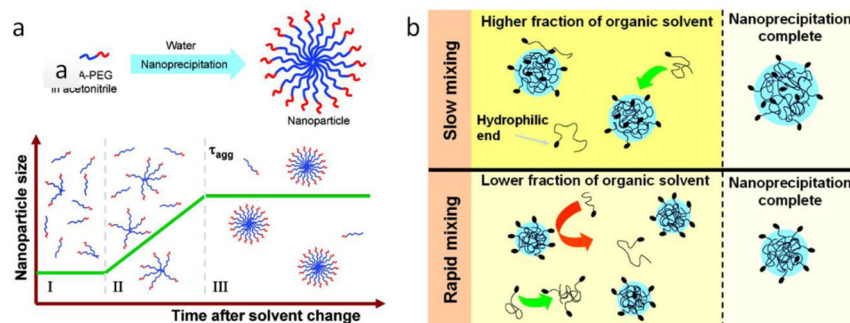 a
Water
Nanoprecipitation
a
A-PEG
in acetonitrile
Nanoparticle
Nanoparticle size
τagg
I
II
III
Time after solvent change
b
Slow mixing
Higher fraction of organic solvent
Nanoprecipitation
complete
Hydrophilic
end
Rapid mixing
Lower fraction of organic solvent
Nanoprecipitation
complete